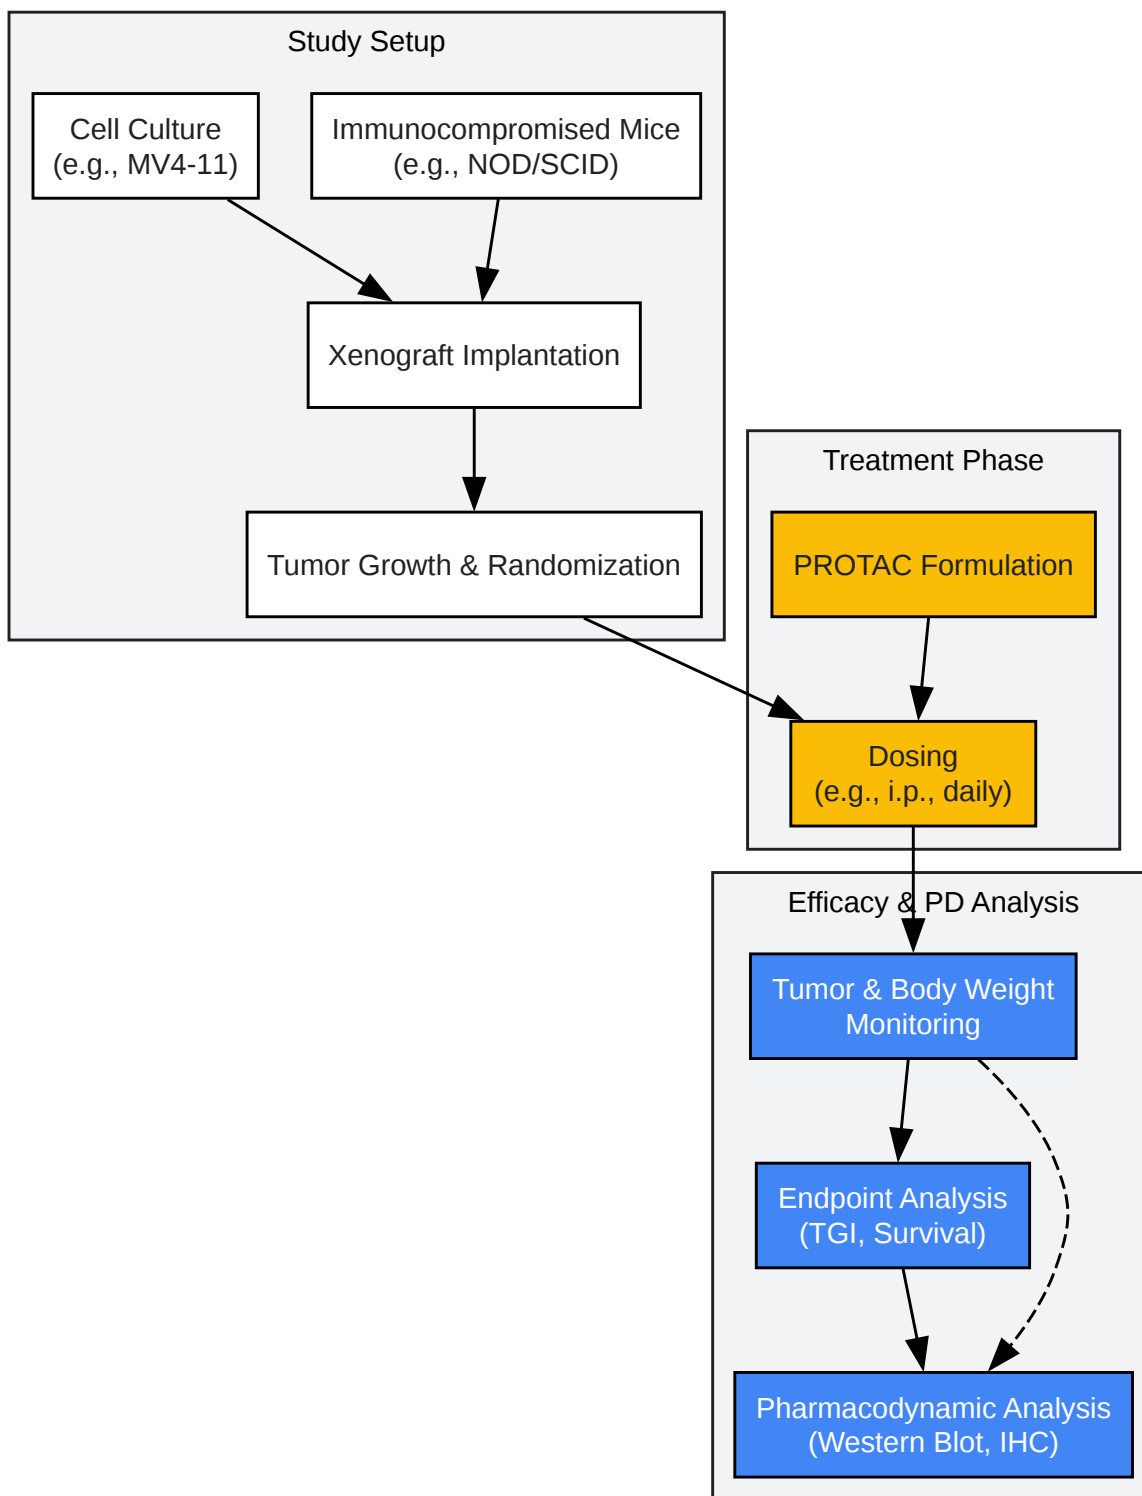 Study Setup
Cell Culture
(e.g., MV4-11)
Immunocompromised Mice
(e.g., NOD/SCID)
Xenograft Implantation
Tumor Growth & Randomization
Treatment Phase
PROTAC Formulation
Dosing
(e.g., i.p., daily)
Efficacy & PD Analysis
Tumor & Body Weight
Monitoring
Endpoint Analysis
(TGI, Survival)
Pharmacodynamic Analysis
(Western Blot, IHC)